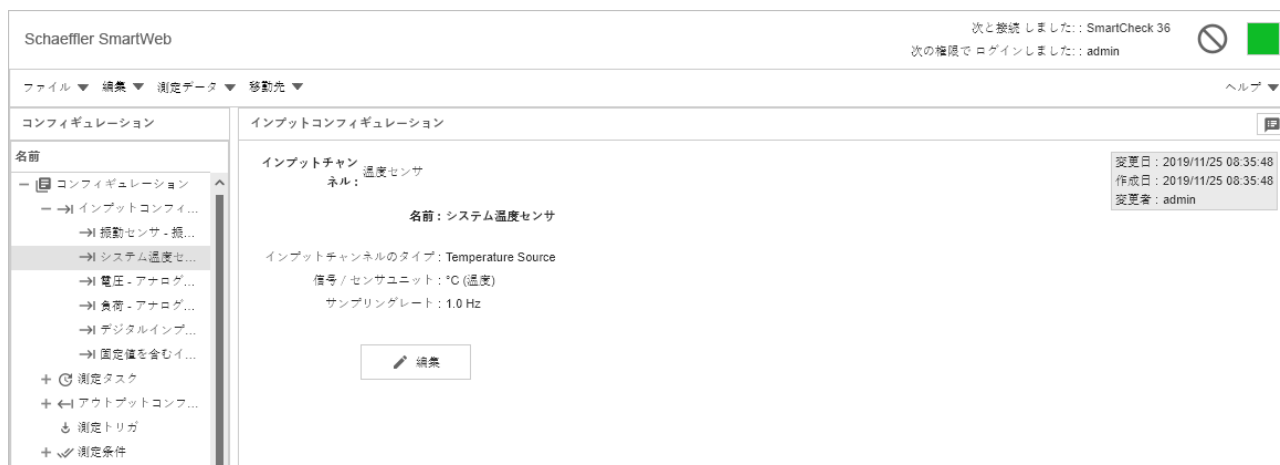 Schaeffler SmartWeb
次と接続 しました: : SmartCheck 36
次の権限で ログインしました: : admin
ファイル ▼ 編集 ▼ 測定データ ▼ 移動先 ▼ ヘルプ ▼
コンフィギュレーション
インプットコンフィギュレーション
名前
コンフィギュレーション
インプットコンフィ...
振動センサ - 振...
システム温度セ...
電圧 - アナログ...
負荷 - アナログ...
デジタルインプ...
固定値を含むイ...
測定タスク
アウトプットコンフ...
測定トリガ
測定条件
インプットチャン
ネル : 温度センサ
名前 : システム温度センサ
インプットチャンネルのタイプ : Temperature Source
信号 / センサユニット : °C (温度)
サンプリングレート : 1.0 Hz
編集
変更日 : 2019/11/25 08:35:48
作成日 : 2019/11/25 08:35:48
変更者 : admin